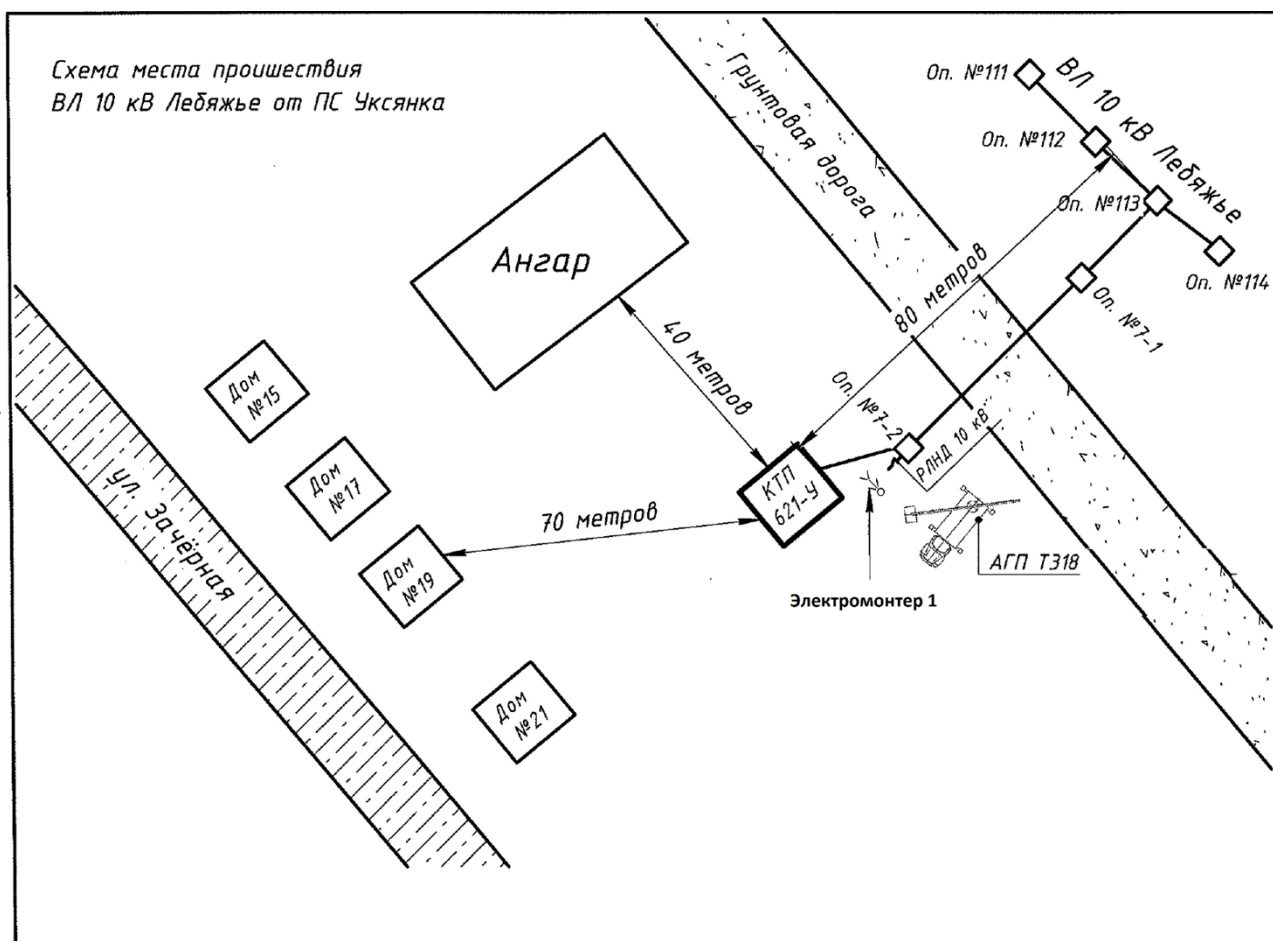 Схема места проишествия
ВЛ 10 кВ Лебяжье от ПС Уксянка
Грунтовая дорога
Оп. №111
ВЛ 10 кВ Лебяжье
Оп. №112
Оп. №113
Оп. №114
Оп. №7-1
80 метров
Ангар
40 метров
Оп. №7-2
РЛНД 10 кВ
КТП
621-У
70 метров
АГП Т318
Электромонтер 1
Дом
№15
Дом
№17
Дом
№19
Дом
№21
ул. Зачёрная